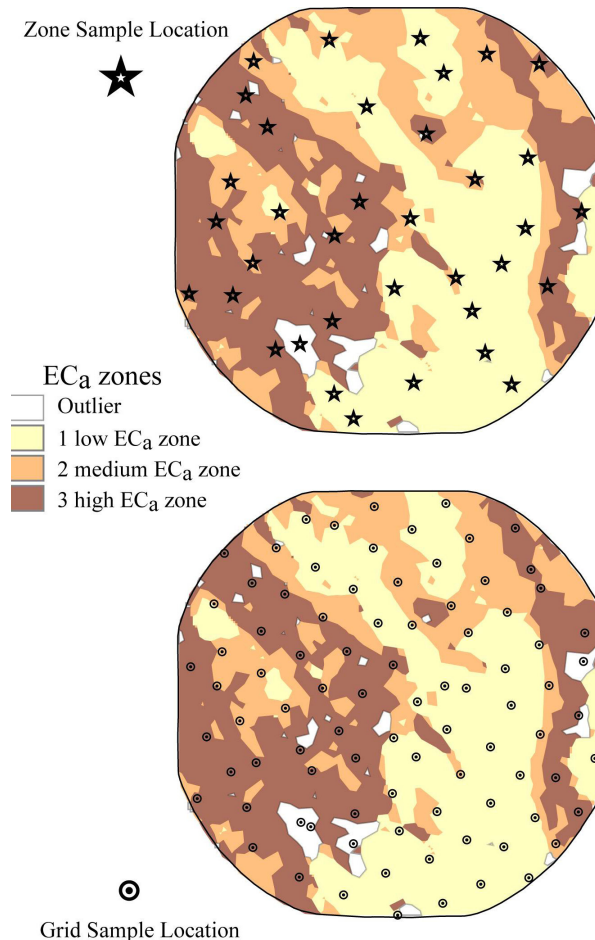 Zone Sample Location
ECa zones
Outlier
1 low ECa zone
2 medium ECa zone
3 high ECa zone
Grid Sample Location